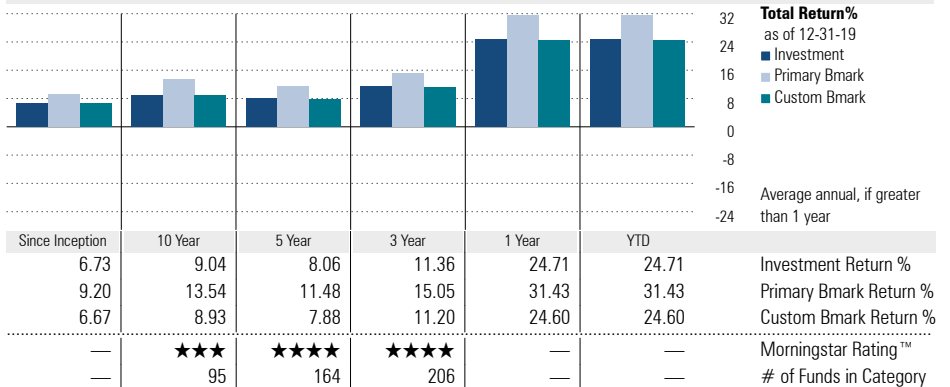 32
24
16
8
0
-8
-16
-24
Total Return%
as of 12-31-19
Investment
Primary Bmark
Custom Bmark
Average annual, if greater
than 1 year
Since Inception 10 Year 5 Year 3 Year 1 Year YTD
6.73 9.04 8.06 11.36 24.71 24.71 Investment Return %
9.20 13.54 11.48 15.05 31.43 31.43 Primary Bmark Return %
6.67 8.93 7.88 11.20 24.60 24.60 Custom Bmark Return %
— ★★★ ★★★★ ★★★★ — — Morningstar Rating™
— 95 164 206 — — # of Funds in Category